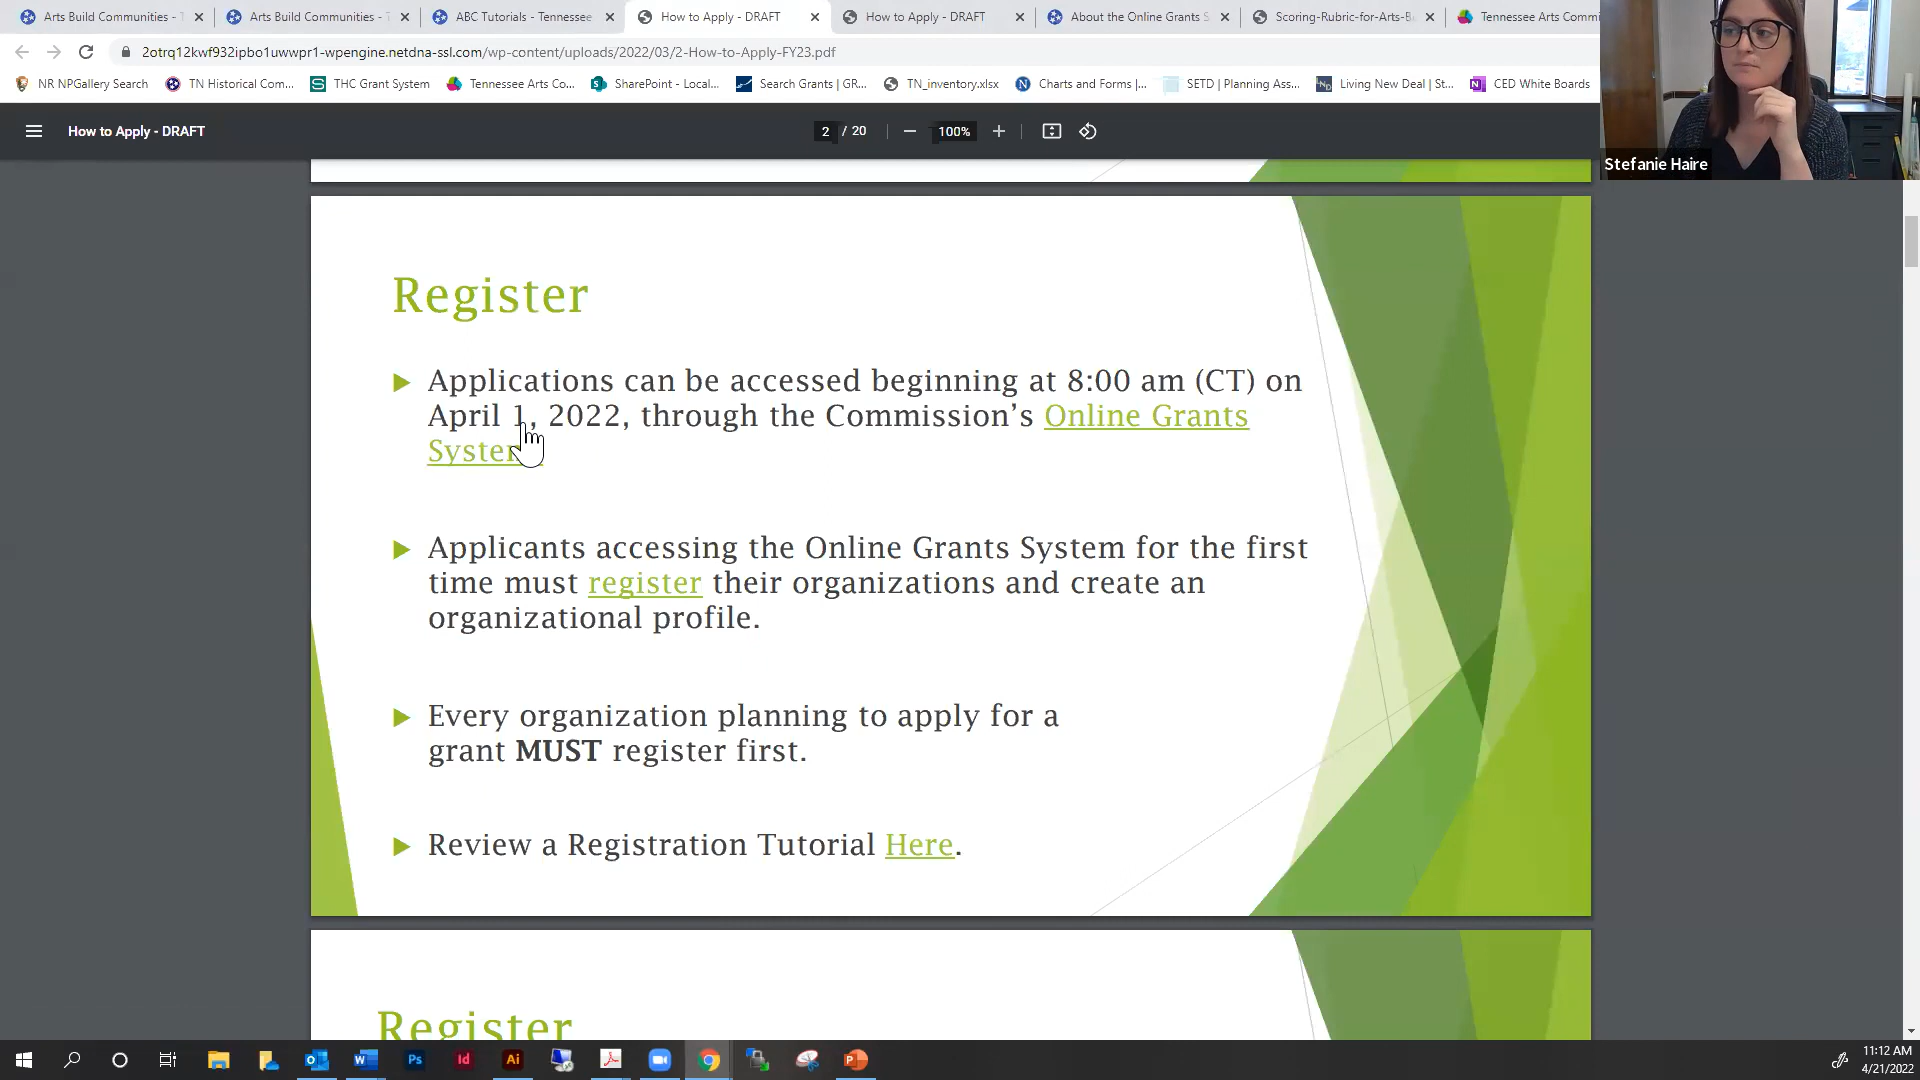 Arts Build Communities - T
Arts Build Communities - T
ABC Tutorials - Tennessee
How to Apply - DRAFT
How to Apply - DRAFT
About the Online Grants S
Scoring-Rubric-for-Arts-B
Tennessee Arts Commi
2otrq12kwf932ipbo1uwwpr1-wpengine.netdna-ssl.com/wp-content/uploads/2022/03/2-How-to-Apply-FY23.pdf
NR NPGallery Search
TN Historical Com...
THC Grant System
Tennessee Arts Co...
SharePoint - Local...
Search Grants | GR...
TN_inventory.xlsx
Charts and Forms |...
SETD | Planning Ass...
Living New Deal | St...
CED White Boards
How to Apply - DRAFT
2 / 20
100%
Stefanie Haire
Register
Applications can be accessed beginning at 8:00 am (CT) on
April 1, 2022, through the Commission's Online Grants
System
Applicants accessing the Online Grants System for the first
time must register their organizations and create an
organizational profile.
Every organization planning to apply for a
grant MUST register first.
Review a Registration Tutorial Here.
Register
11:12 AM
4/21/2022